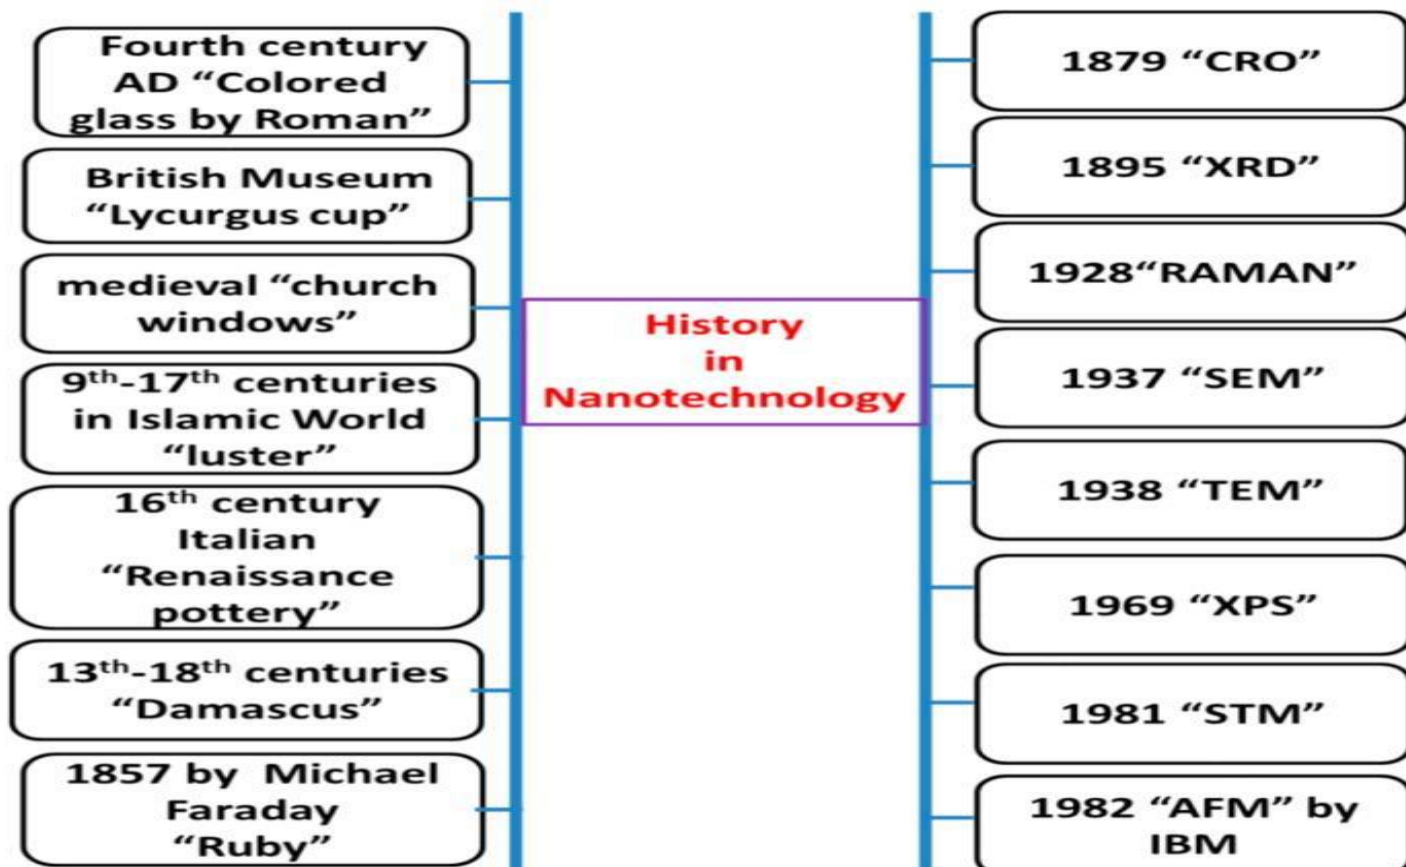 Fourth century
AD “Colored
glass by Roman”
British Museum
“Lycurgus cup”
medieval “church
windows”
9th-17th centuries
in Islamic World
“luster”
16th century
Italian
“Renaissance
pottery”
13th-18th centuries
“Damascus”
1857 by Michael
Faraday
“Ruby”
History
in
Nanotechnology
1879 “CRO”
1895 “XRD”
1928“RAMAN”
1937 “SEM”
1938 “TEM”
1969 “XPS”
1981 “STM”
1982 “AFM” by
IBM